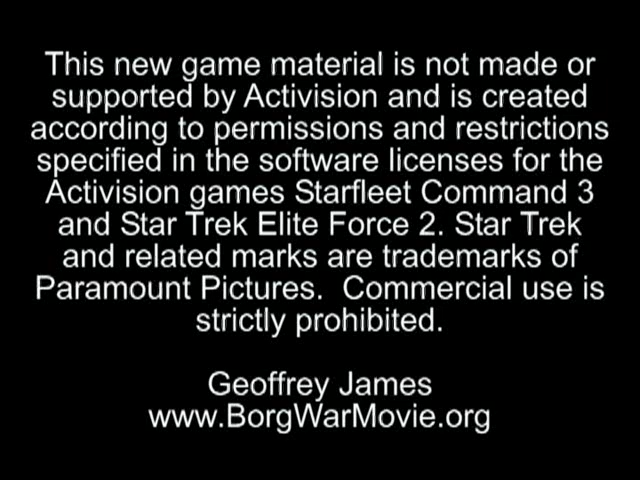 This new game material is not made or
supported by Activision and is created
according to permissions and restrictions
specified in the software licenses for the
Activision games Starfleet Command 3
and Star Trek Elite Force 2. Star Trek
and related marks are trademarks of
Paramount Pictures.  Commercial use is
strictly prohibited.
Geoffrey James
www.BorgWarMovie.org